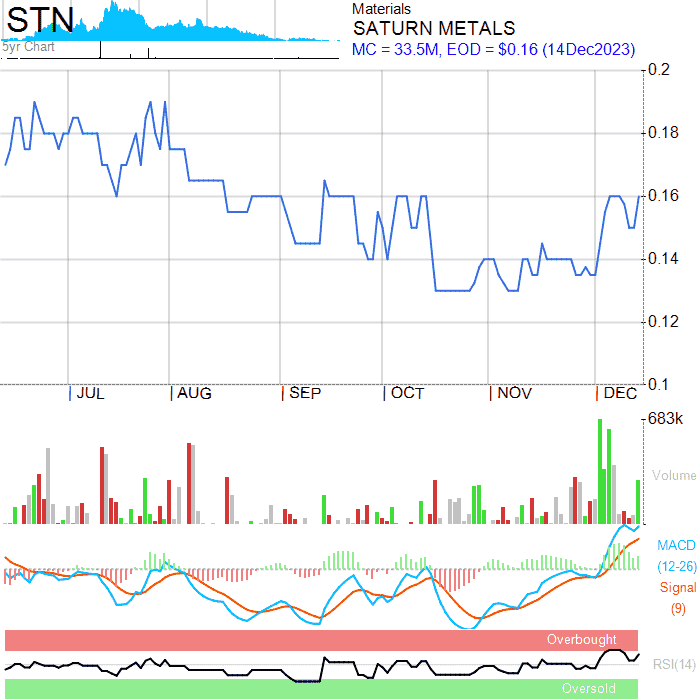 STN
5yr Chart
Materials
SATURN METALS
MC = 33.5M, EOD = $0.16 (14Dec2023)
0.2
0.18
0.16
0.14
0.12
0.1
JUL AUG SEP OCT NOV DEC
683k
Volume
MACD
(12-26)
Signal
(9)
Overbought
RSI(14)
Oversold